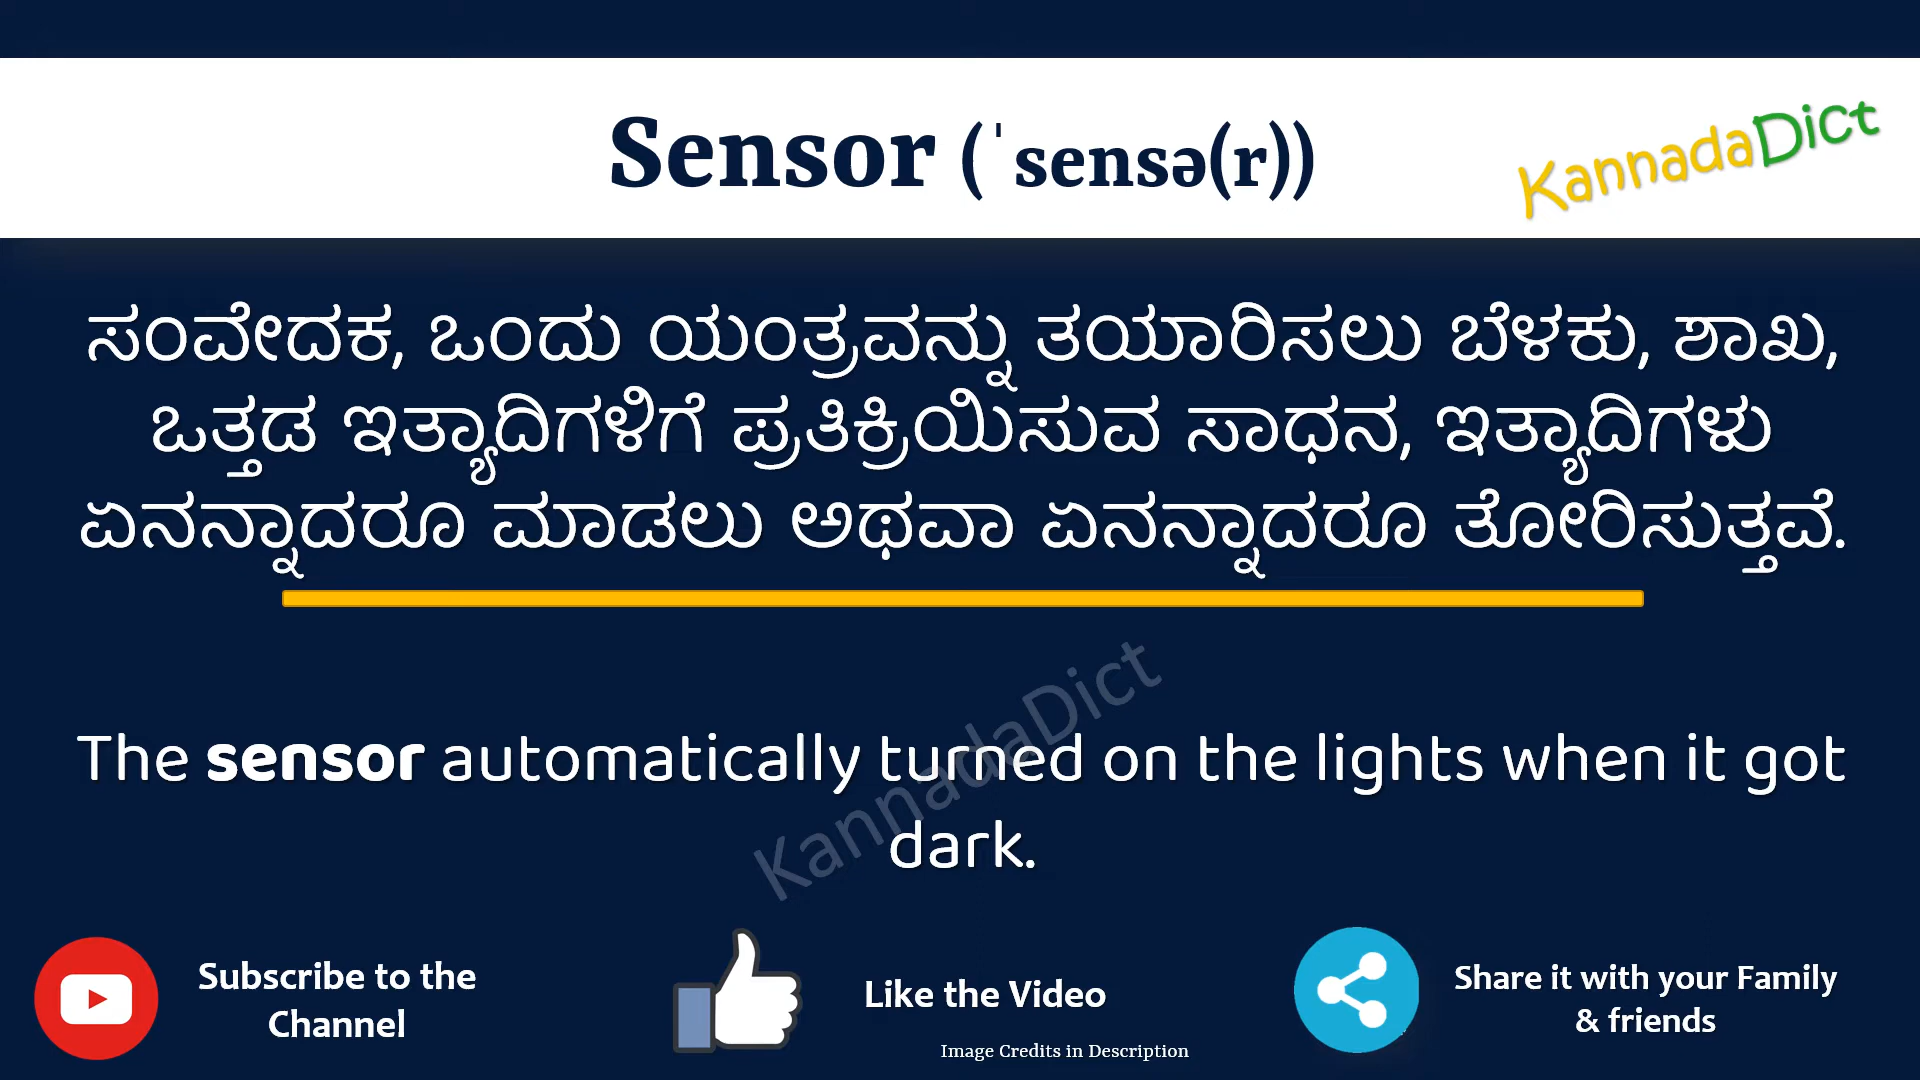 Sensor (ˈsensə(r))
KannadaDict
ಸಂವೇದಕ, ಒಂದು ಯಂತ್ರವನ್ನು ತಯಾರಿಸಲು ಬೆಳಕು, ಶಾಖ,
ಒತ್ತಡ ಇತ್ಯಾದಿಗಳಿಗೆ ಪ್ರತಿಕ್ರಿಯಿಸುವ ಸಾಧನ, ಇತ್ಯಾದಿಗಳು
ಏನನ್ನಾದರೂ ಮಾಡಲು ಅಥವಾ ಏನನ್ನಾದರೂ ತೋರಿಸುತ್ತವೆ.
KannadaDict
The sensor automatically turned on the lights when it got
dark.
Subscribe to the
Channel
Like the Video
Share it with your Family
& friends
Image Credits in Description